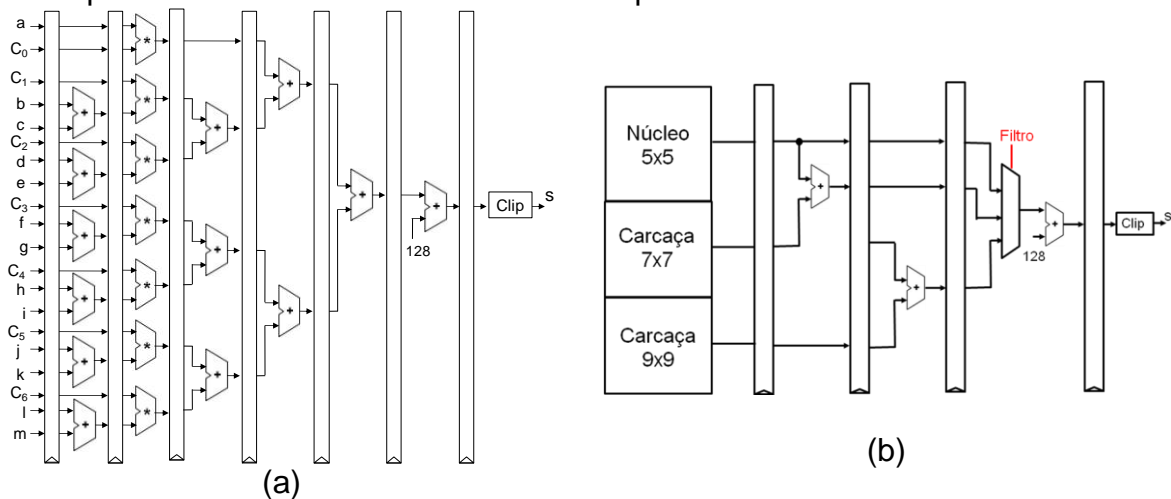 a
C0
C1
b
c
C2
d
e
C3
f
g
C4
h
i
C5
j
k
C6
l
m
*
*
*
*
*
*
*
+
+
+
+
+
+
+
+
+
+
+
+
+
128
Clip
s
(a)
Núcleo
5x5
Carcaça
7x7
Carcaça
9x9
+
+
Filtro
+
128
Clip
s
(b)